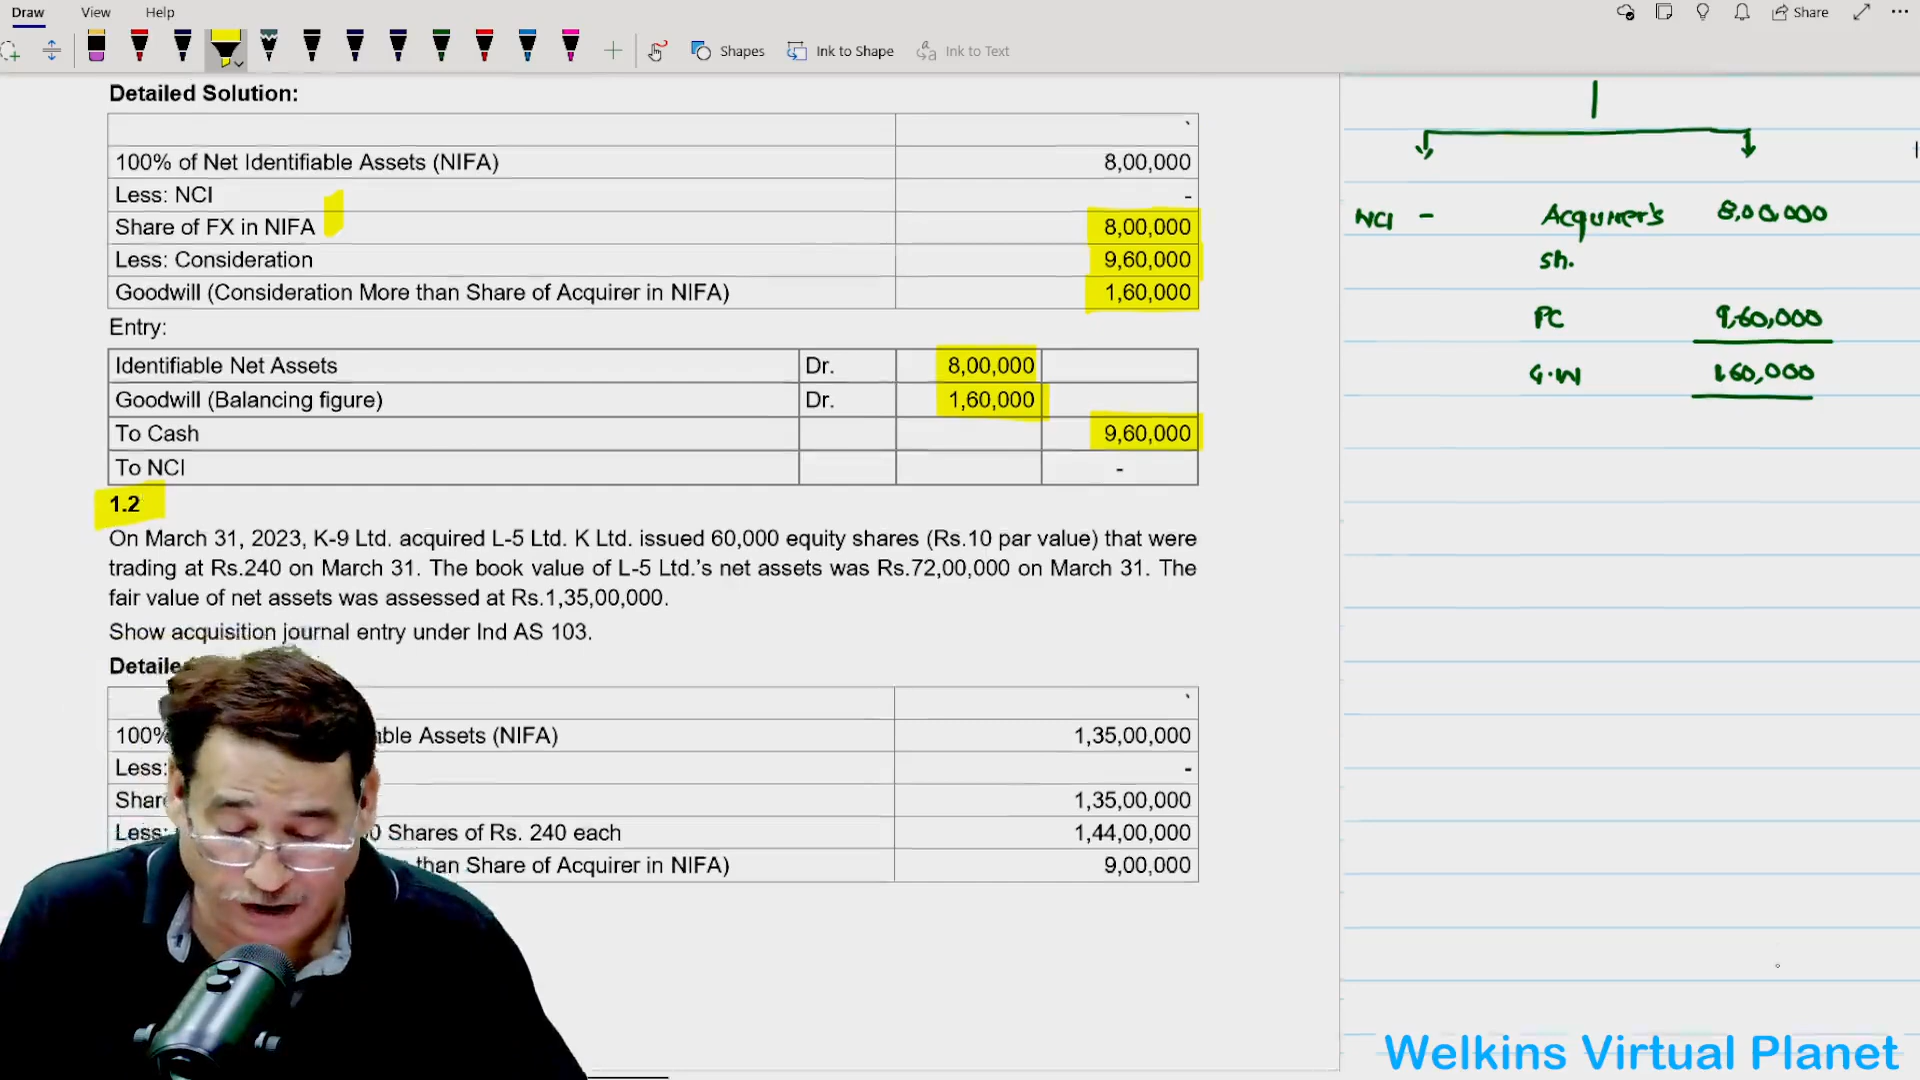 Draw View Help
Share
Shapes Ink to Shape Ink to Text
Detailed Solution:
`
100% of Net Identifiable Assets (NIFA) 8,00,000
Less: NCI -
Share of FX in NIFA 8,00,000
Less: Consideration 9,60,000
Goodwill (Consideration More than Share of Acquirer in NIFA) 1,60,000
Entry:
Identifiable Net Assets Dr. 8,00,000
Goodwill (Balancing figure) Dr. 1,60,000
To Cash 9,60,000
To NCI -
1.2
On March 31, 2023, K-9 Ltd. acquired L-5 Ltd. K Ltd. issued 60,000 equity shares (Rs.10 par value) that were
trading at Rs.240 on March 31. The book value of L-5 Ltd.'s net assets was Rs.72,00,000 on March 31. The
fair value of net assets was assessed at Rs.1,35,00,000.
Show acquisition journal entry under Ind AS 103.
Detaile
`
100% ble Assets (NIFA) 1,35,00,000
Less: -
Shar 1,35,00,000
Less: 0 Shares of Rs. 240 each 1,44,00,000
than Share of Acquirer in NIFA) 9,00,000
NCI - Acquirer's 8,00,000
sh.
PC 9,60,000
G.W 1,60,000
Welkins Virtual Planet